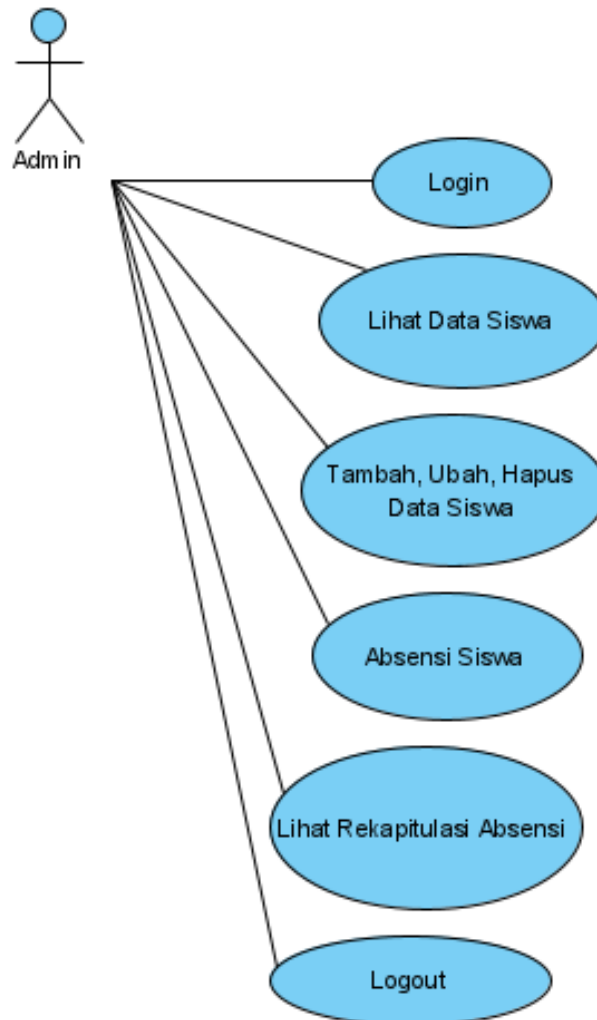 Admin
Login
Lihat Data Siswa
Tambah, Ubah, Hapus
Data Siswa
Absensi Siswa
Lihat Rekapitulasi Absensi
Logout